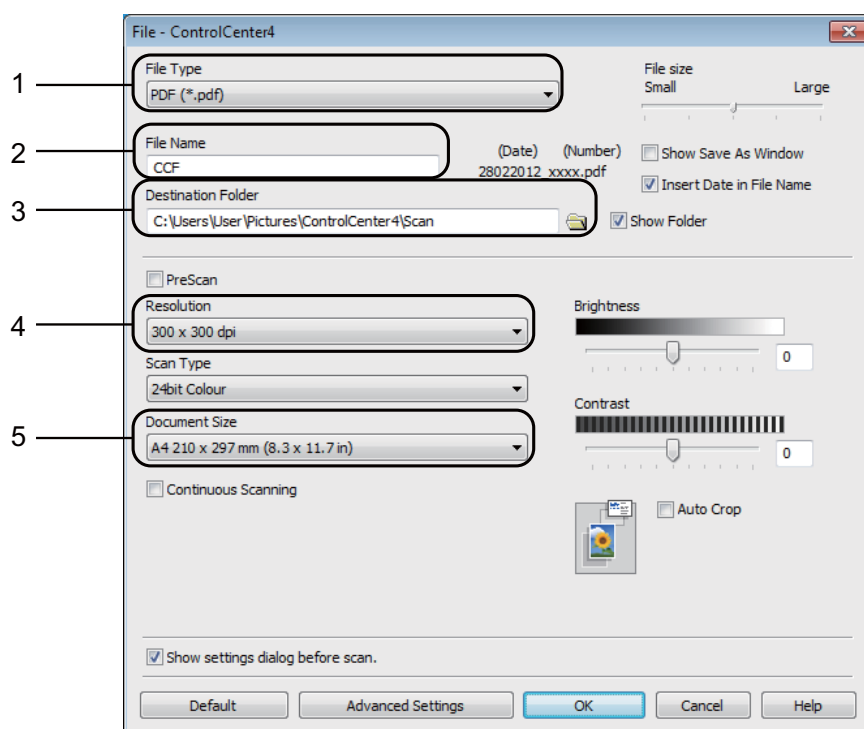 File - ControlCenter4
1
File Type
PDF (*.pdf)
File size
Small Large
2
File Name
CCF
(Date) (Number)
28022012_xxxx.pdf
Show Save As Window
Insert Date in File Name
3
Destination Folder
C:\Users\User\Pictures\ControlCenter4\Scan
Show Folder
PreScan
4
Resolution
300 x 300 dpi
Scan Type
24bit Colour
5
Document Size
A4 210 x 297 mm (8.3 x 11.7 in)
Continuous Scanning
Brightness
0
Contrast
0
Auto Crop
Show settings dialog before scan.
Default Advanced Settings OK Cancel Help